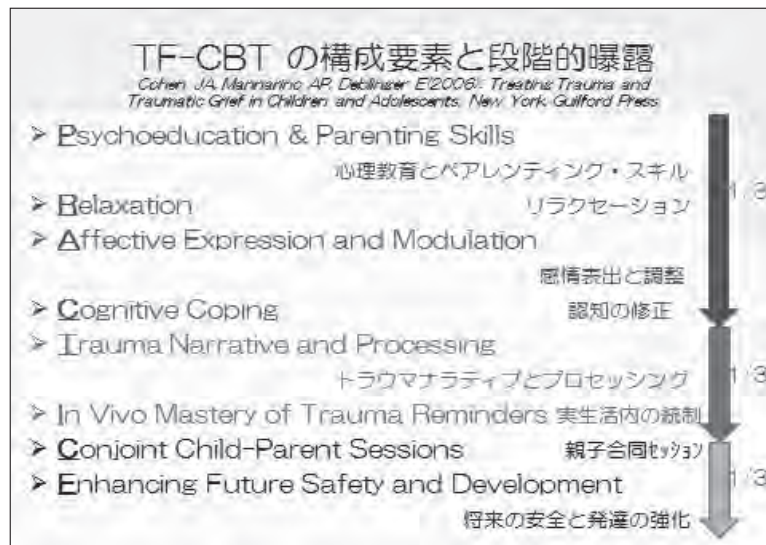 TF-CBT の構成要素と段階的曝露
Cohen JA, Mannarino AP, Deblinger E(2006): Treating Trauma and
Traumatic Grief in Children and Adolescents, New York Guilford Press
➢ Psychoeducation & Parenting Skills
心理教育とペアレンティング・スキル
1/3
➢ Relaxation リラクセーション
➢ Affective Expression and Modulation
感情表出と調整
➢ Cognitive Coping 認知の修正
➢ Trauma Narrative and Processing
トラウマナラティブとプロセッシング 1/3
➢ In Vivo Mastery of Trauma Reminders 実生活内の統制
➢ Conjoint Child-Parent Sessions 親子合同セッション
➢ Enhancing Future Safety and Development 1/3
将来の安全と発達の強化